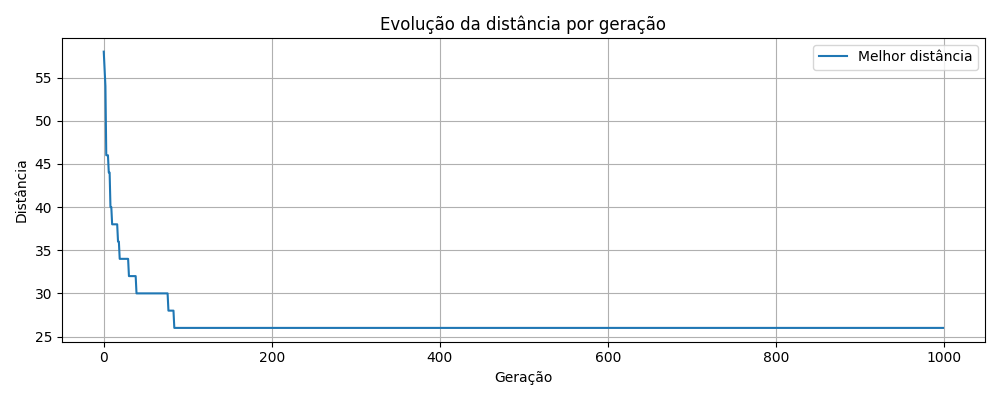 Evolução da distância por geração
Melhor distância
Distância
55
50
45
40
35
30
25
0 200 400 600 800 1000
Geração